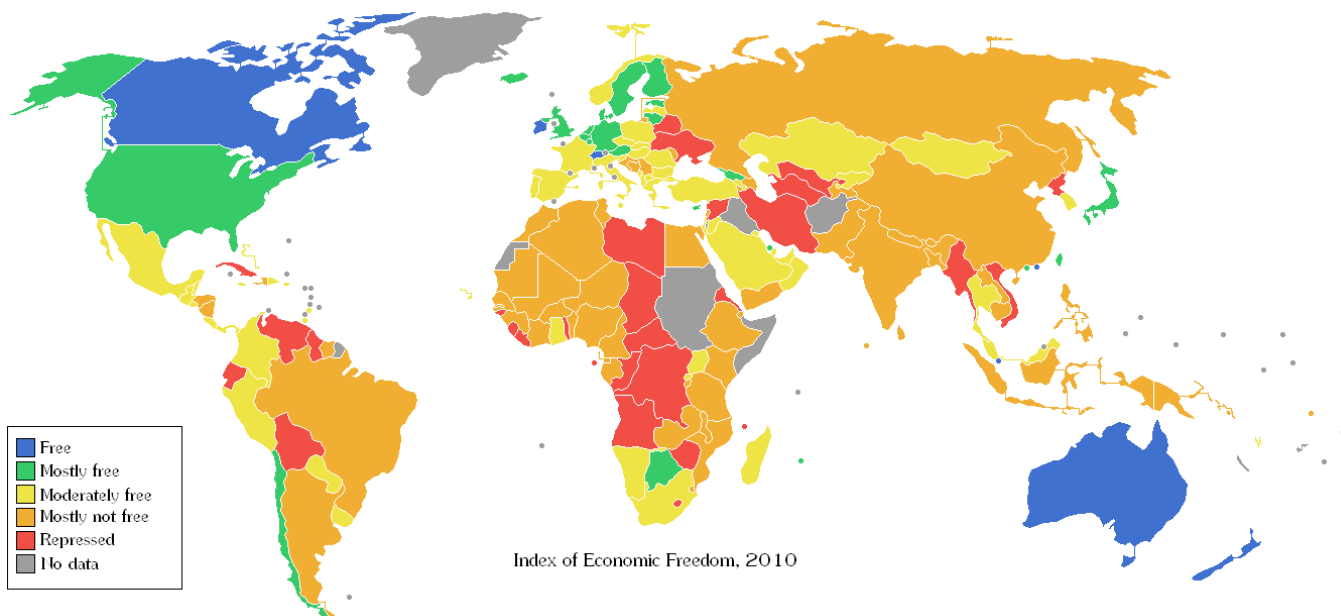 Free
Mostly free
Moderately free
Mostly not free
Repressed
No data
Index of Economic Freedom, 2010